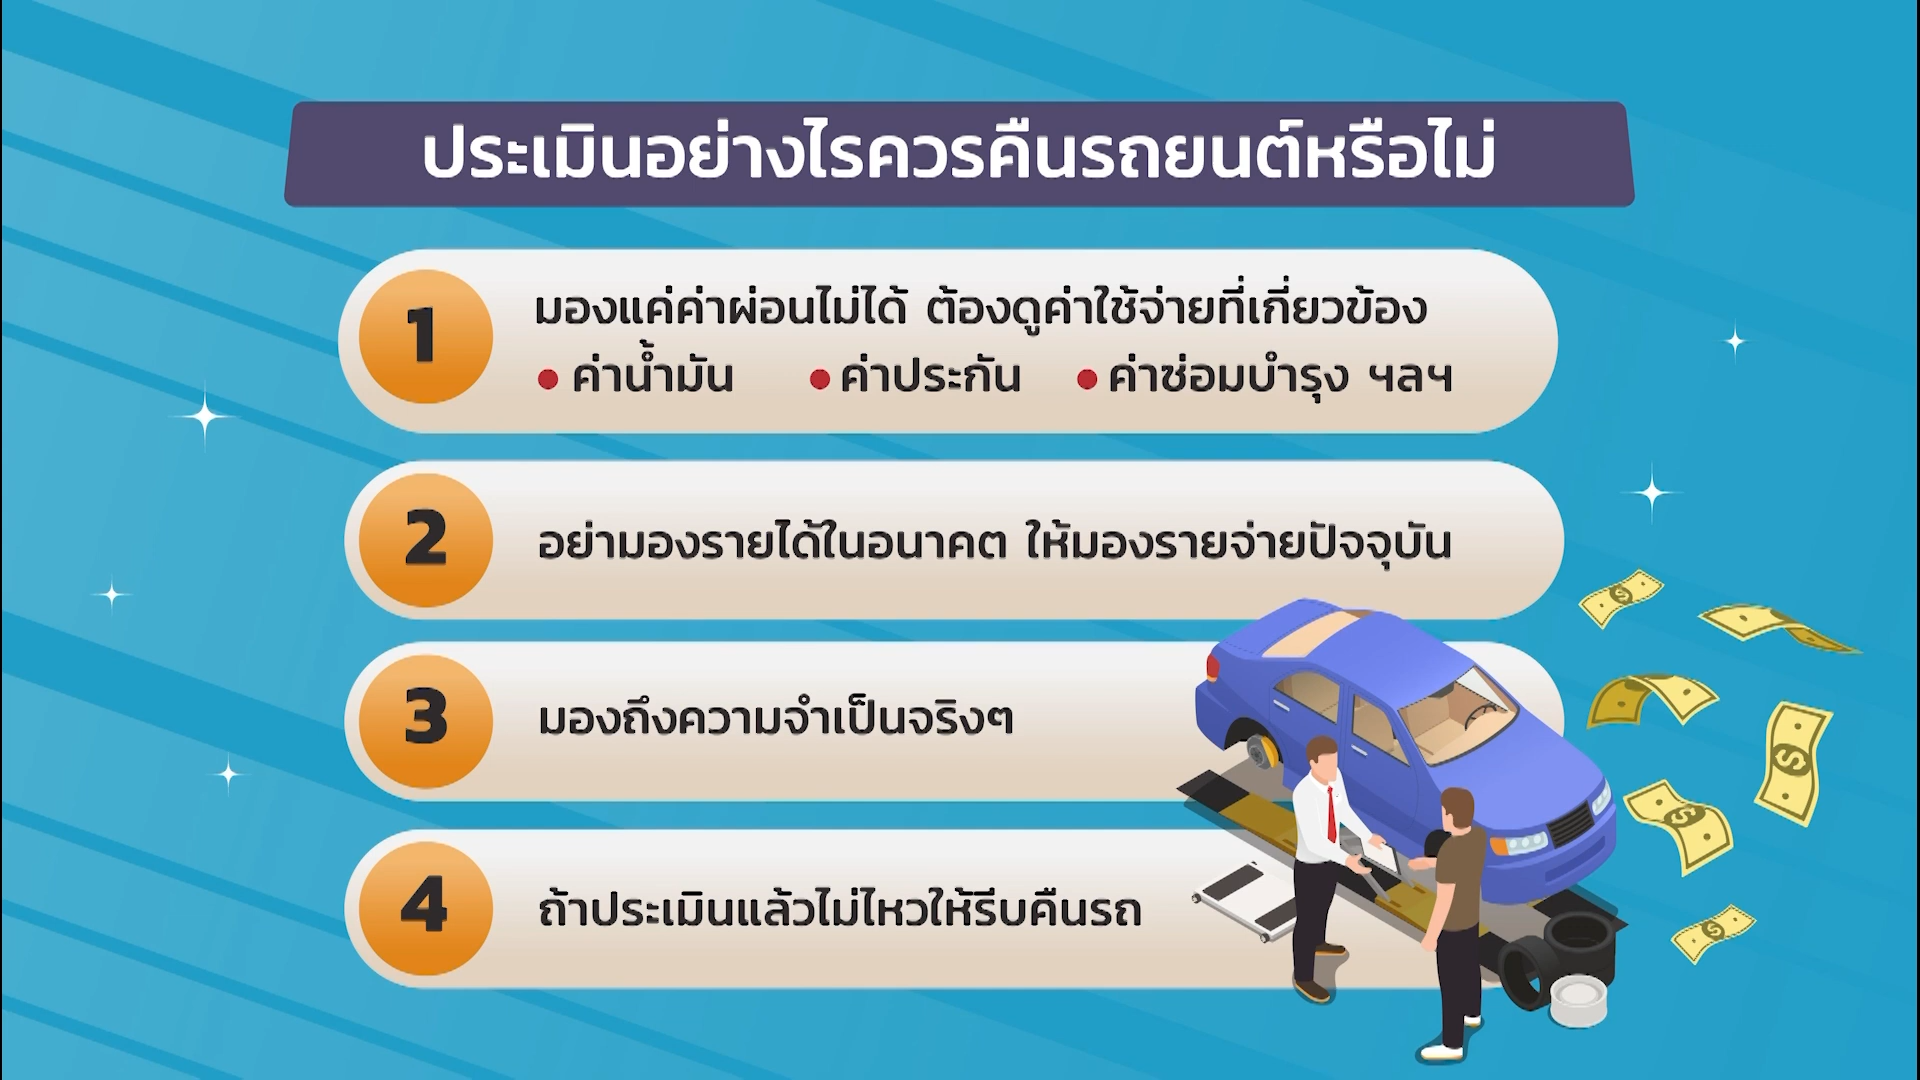 ประเมินอย่างไรควรคืนรถยนต์หรือไม่
1
มองแค่ค่าผ่อนไม่ได้ ต้องดูค่าใช้จ่ายที่เกี่ยวข้อง
• ค่าน้ำมัน • ค่าประกัน • ค่าซ่อมบำรุง ฯลฯ
2
อย่ามองรายได้ในอนาคต ให้มองรายจ่ายปัจจุบัน
3
มองถึงความจำเป็นจริงๆ
4
ถ้าประเมินแล้วไม่ไหวให้รีบคืนรถ